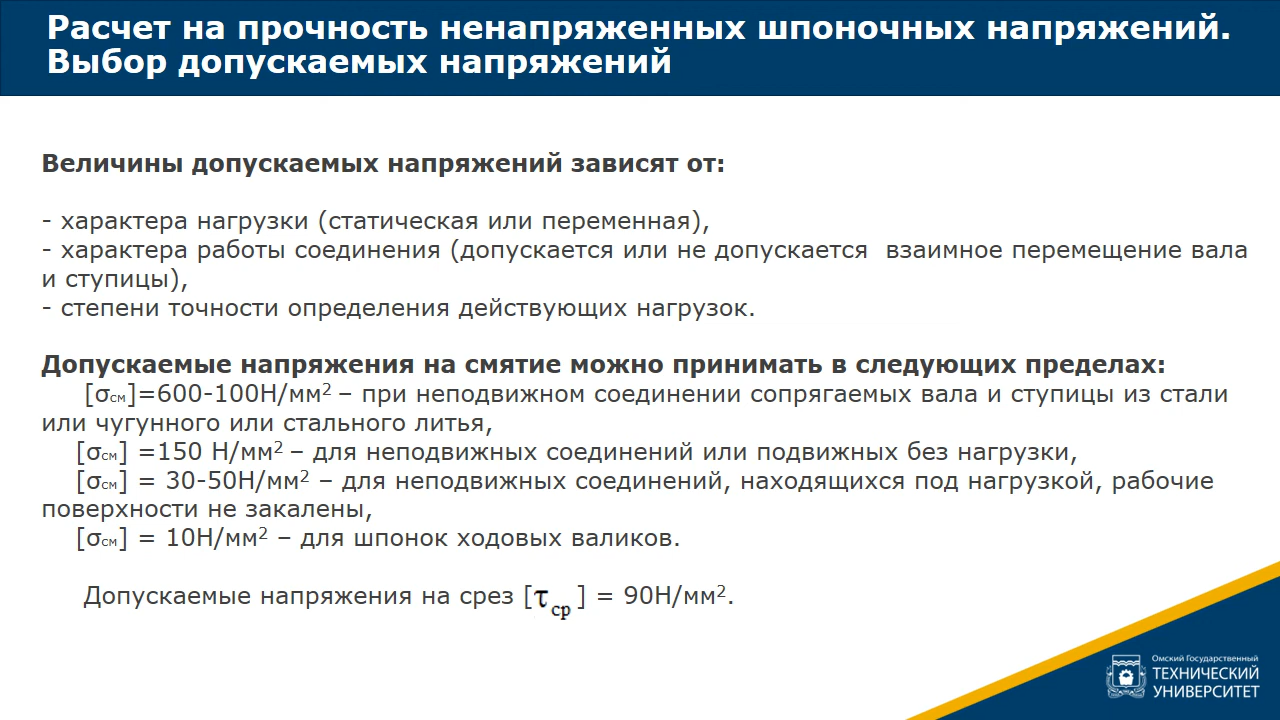 Расчет на прочность ненапряженных шпоночных напряжений.
Выбор допускаемых напряжений
Величины допускаемых напряжений зависят от:
- характера нагрузки (статическая или переменная),
- характера работы соединения (допускается или не допускается  взаимное перемещение вала
и ступицы),
- степени точности определения действующих нагрузок.
Допускаемые напряжения на смятие можно принимать в следующих пределах:
[σсм]=600-100Н/мм² – при неподвижном соединении сопрягаемых вала и ступицы из стали
или чугунного или стального литья,
[σсм] =150 Н/мм² – для неподвижных соединений или подвижных без нагрузки,
[σсм] = 30-50Н/мм² – для неподвижных соединений, находящихся под нагрузкой, рабочие
поверхности не закалены,
[σсм] = 10Н/мм² – для шпонок ходовых валиков.
Допускаемые напряжения на срез [τср] = 90Н/мм².
Омский Государственный
ТЕХНИЧЕСКИЙ
УНИВЕРСИТЕТ